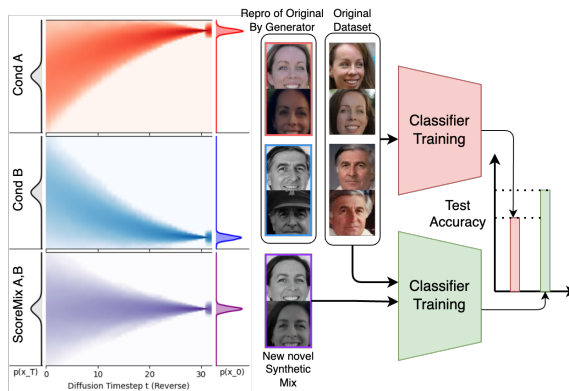 Repro of Original
By Generator
Original
Dataset
Cond A
Cond B
ScoreMix A,B
p(x_T)
0
10
20
30
p(x_0)
Diffusion Timestep t (Reverse)
New novel
Synthetic
Mix
Classifier
Training
Classifier
Training
Test
Accuracy